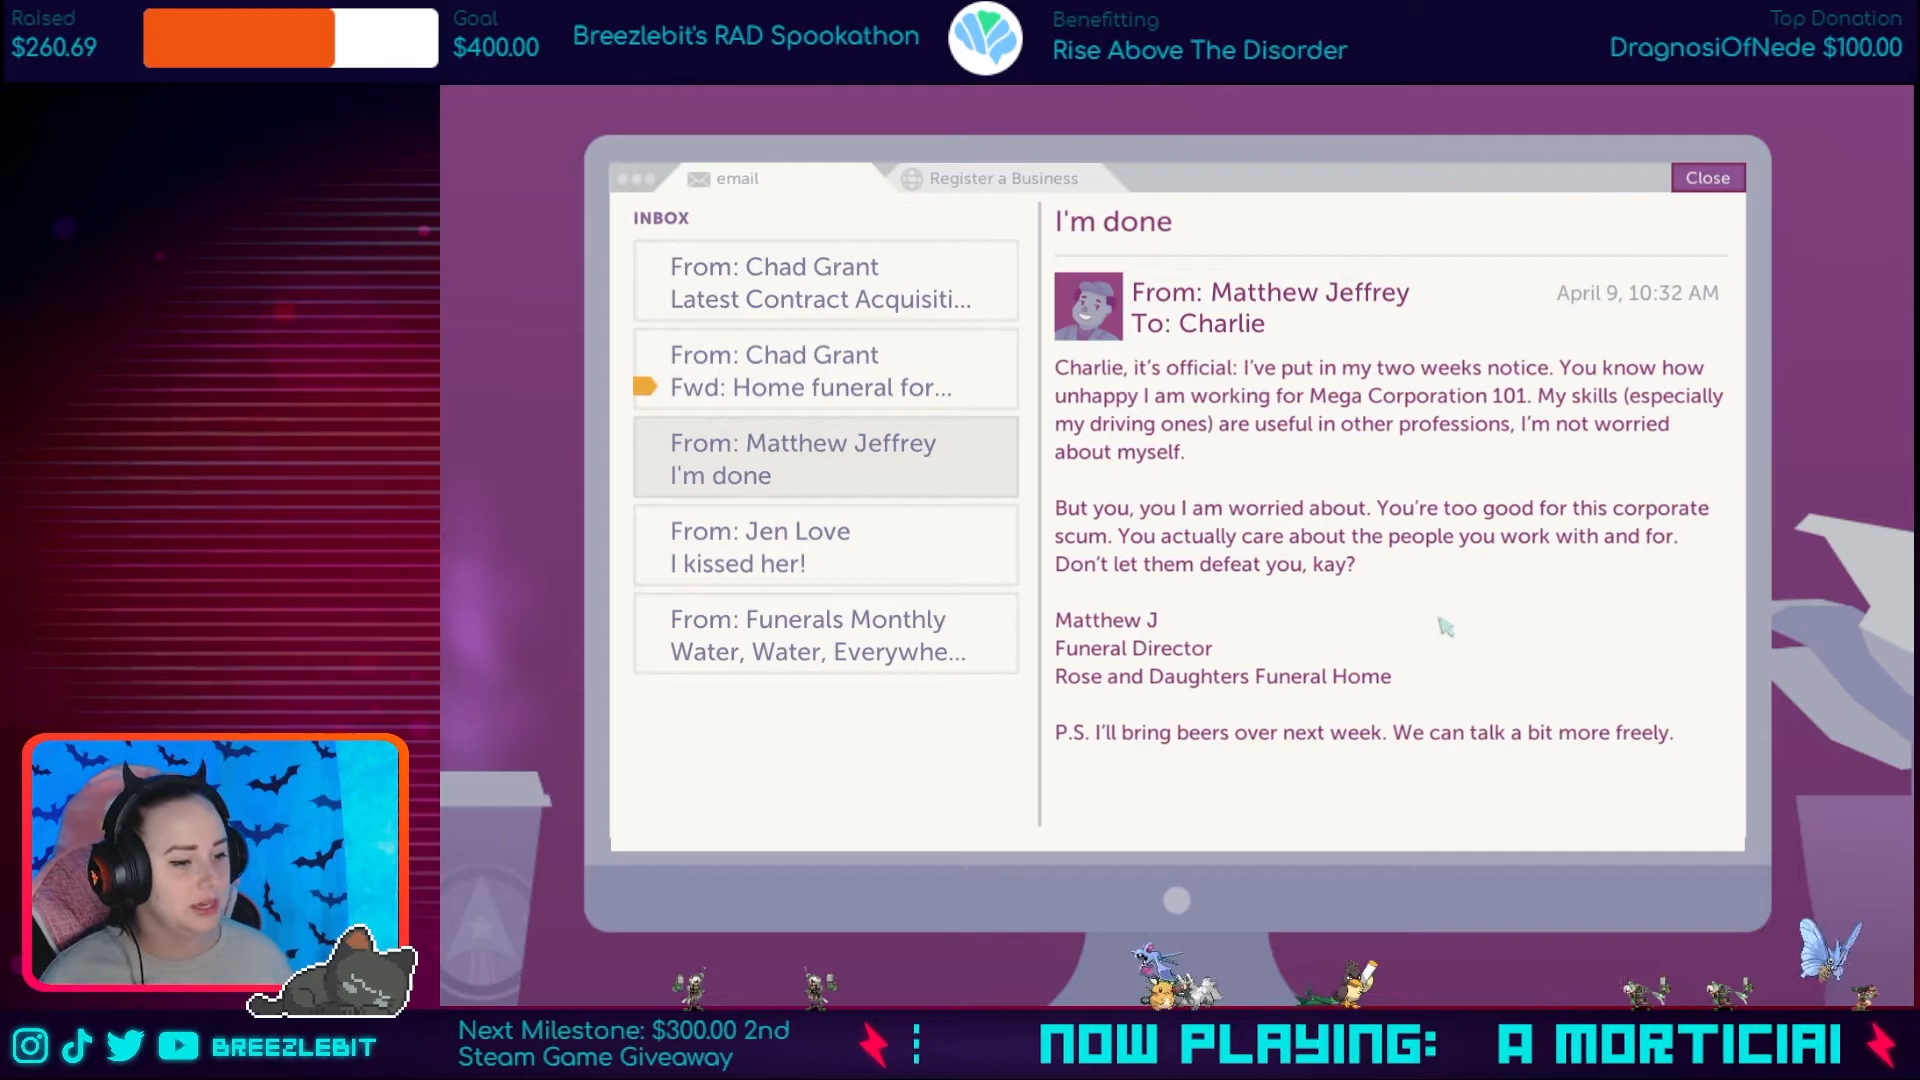 Raised
$260.69
Goal
$400.00
Breezlebit's RAD Spookathon
Benefitting
Rise Above The Disorder
Top Donation
DragnosiOfNede $100.00
email
Register a Business
Close
INBOX
From: Chad Grant
Latest Contract Acquisiti...
From: Chad Grant
Fwd: Home funeral for...
From: Matthew Jeffrey
I'm done
From: Jen Love
I kissed her!
From: Funerals Monthly
Water, Water, Everywhe...
I'm done
From: Matthew Jeffrey
To: Charlie
April 9, 10:32 AM
Charlie, it's official: I've put in my two weeks notice. You know how
unhappy I am working for Mega Corporation 101. My skills (especially
my driving ones) are useful in other professions, I'm not worried
about myself.
But you, you I am worried about. You're too good for this corporate
scum. You actually care about the people you work with and for.
Don't let them defeat you, kay?
Matthew J
Funeral Director
Rose and Daughters Funeral Home
P.S. I'll bring beers over next week. We can talk a bit more freely.
BREEZLEBIT
Next Milestone: $300.00 2nd
Steam Game Giveaway
NOW PLAYING: A MORTICIAI